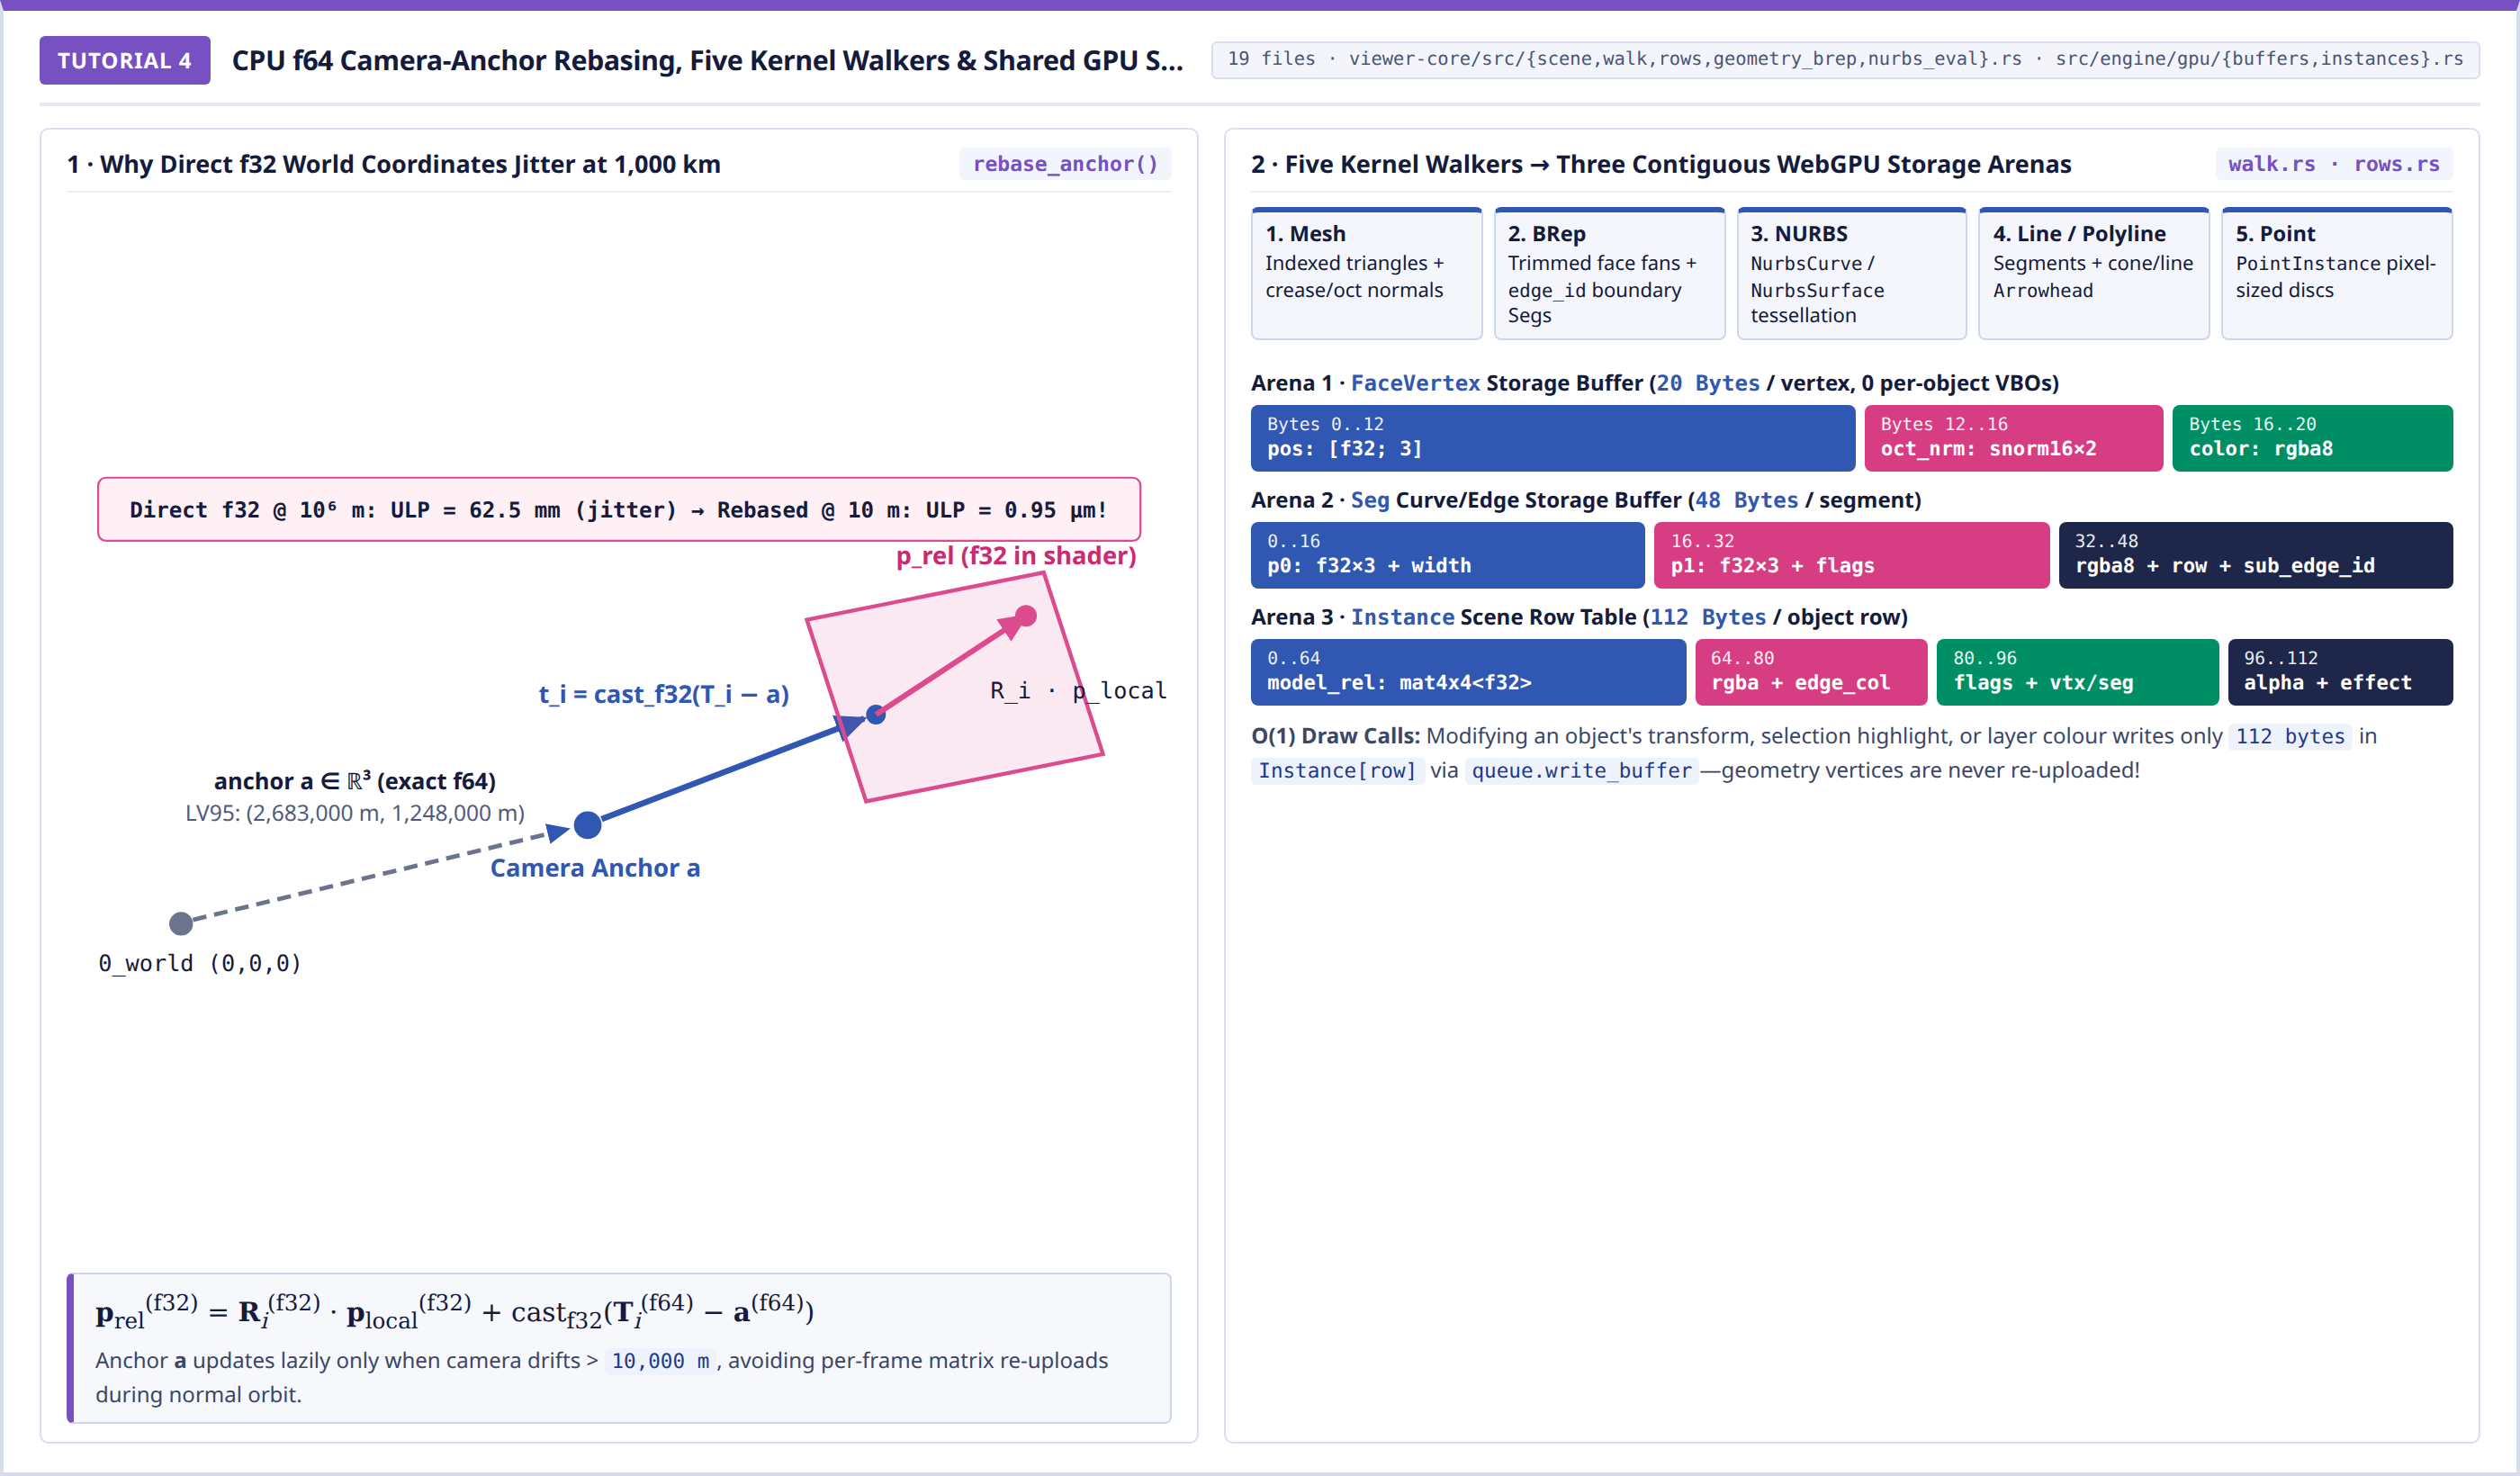 TUTORIAL 4
CPU f64 Camera-Anchor Rebasing, Five Kernel Walkers & Shared GPU S...
19 files · viewer-core/src/{scene,walk,rows,geometry_brep,nurbs_eval}.rs · src/engine/gpu/{buffers,instances}.rs
1 · Why Direct f32 World Coordinates Jitter at 1,000 km
rebase_anchor()
Direct f32 @ 10⁶ m: ULP = 62.5 mm (jitter) → Rebased @ 10 m: ULP = 0.95 µm!
p_rel (f32 in shader)
t_i = cast_f32(T_i − a)
R_i · p_local
anchor a ∈ ℝ³ (exact f64)
LV95: (2,683,000 m, 1,248,000 m)
Camera Anchor a
0_world (0,0,0)
p_rel^(f32) = R_i^(f32) · p_local^(f32) + cast_f32(T_i^(f64) − a^(f64))
Anchor a updates lazily only when camera drifts > 10,000 m, avoiding per-frame matrix re-uploads
during normal orbit.
2 · Five Kernel Walkers → Three Contiguous WebGPU Storage Arenas
walk.rs · rows.rs
1. Mesh
Indexed triangles +
crease/oct normals
2. BRep
Trimmed face fans +
edge_id boundary
Segs
3. NURBS
NurbsCurve /
NurbsSurface
tessellation
4. Line / Polyline
Segments + cone/line
Arrowhead
5. Point
PointInstance pixel-
sized discs
Arena 1 · FaceVertex Storage Buffer (20 Bytes / vertex, 0 per-object VBOs)
Bytes 0..12
pos: [f32; 3]
Bytes 12..16
oct_nrm: snorm16×2
Bytes 16..20
color: rgba8
Arena 2 · Seg Curve/Edge Storage Buffer (48 Bytes / segment)
0..16
p0: f32×3 + width
16..32
p1: f32×3 + flags
32..48
rgba8 + row + sub_edge_id
Arena 3 · Instance Scene Row Table (112 Bytes / object row)
0..64
model_rel: mat4x4<f32>
64..80
rgba + edge_col
80..96
flags + vtx/seg
96..112
alpha + effect
O(1) Draw Calls: Modifying an object's transform, selection highlight, or layer colour writes only 112 bytes in
Instance[row] via queue.write_buffer—geometry vertices are never re-uploaded!